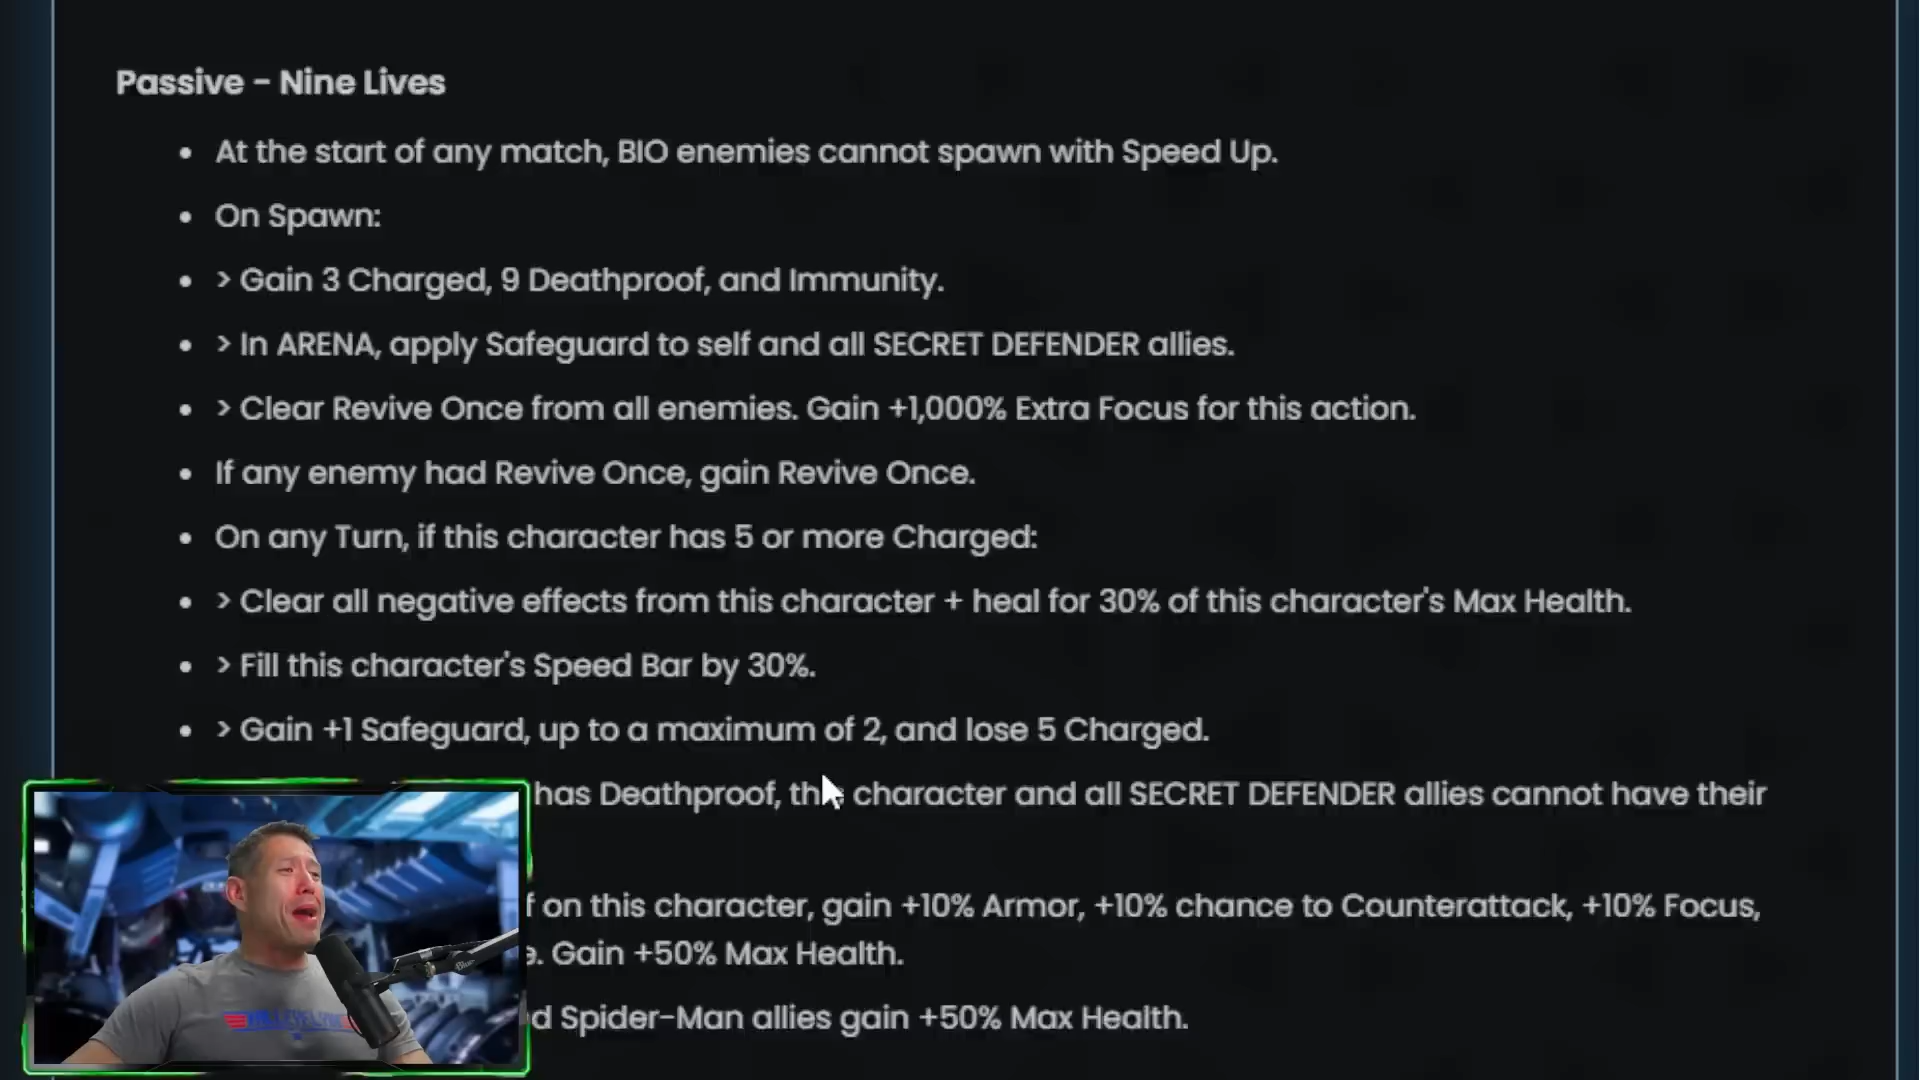 Passive - Nine Lives
• At the start of any match, BIO enemies cannot spawn with Speed Up.
• On Spawn:
• > Gain 3 Charged, 9 Deathproof, and Immunity.
• > In ARENA, apply Safeguard to self and all SECRET DEFENDER allies.
• > Clear Revive Once from all enemies. Gain +1,000% Extra Focus for this action.
• If any enemy had Revive Once, gain Revive Once.
• On any Turn, if this character has 5 or more Charged:
• > Clear all negative effects from this character + heal for 30% of this character's Max Health.
• > Fill this character's Speed Bar by 30%.
• > Gain +1 Safeguard, up to a maximum of 2, and lose 5 Charged.
has Deathproof, this character and all SECRET DEFENDER allies cannot have their
on this character, gain +10% Armor, +10% chance to Counterattack, +10% Focus,
Gain +50% Max Health.
Spider-Man allies gain +50% Max Health.
Blue